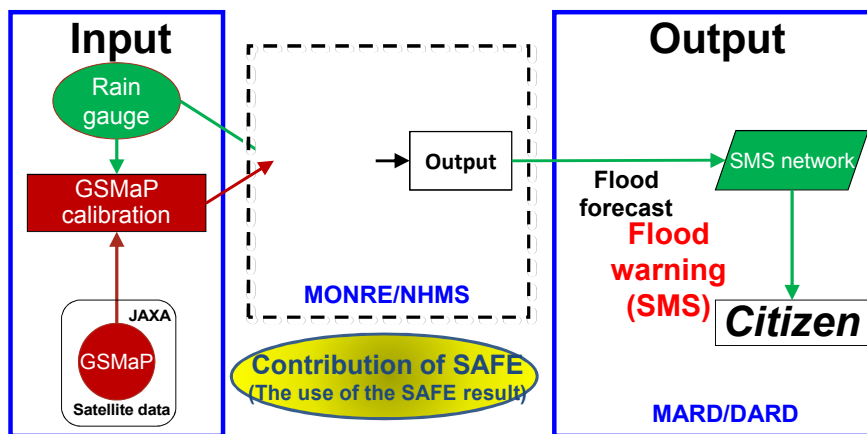 Input
Rain
gauge
GSMaP
calibration
JAXA
GSMaP
Satellite data
Output
MONRE/NHMS
Contribution of SAFE
(The use of the SAFE result)
Output
SMS network
Flood
forecast
Flood
warning
(SMS)
Citizen
MARD/DARD